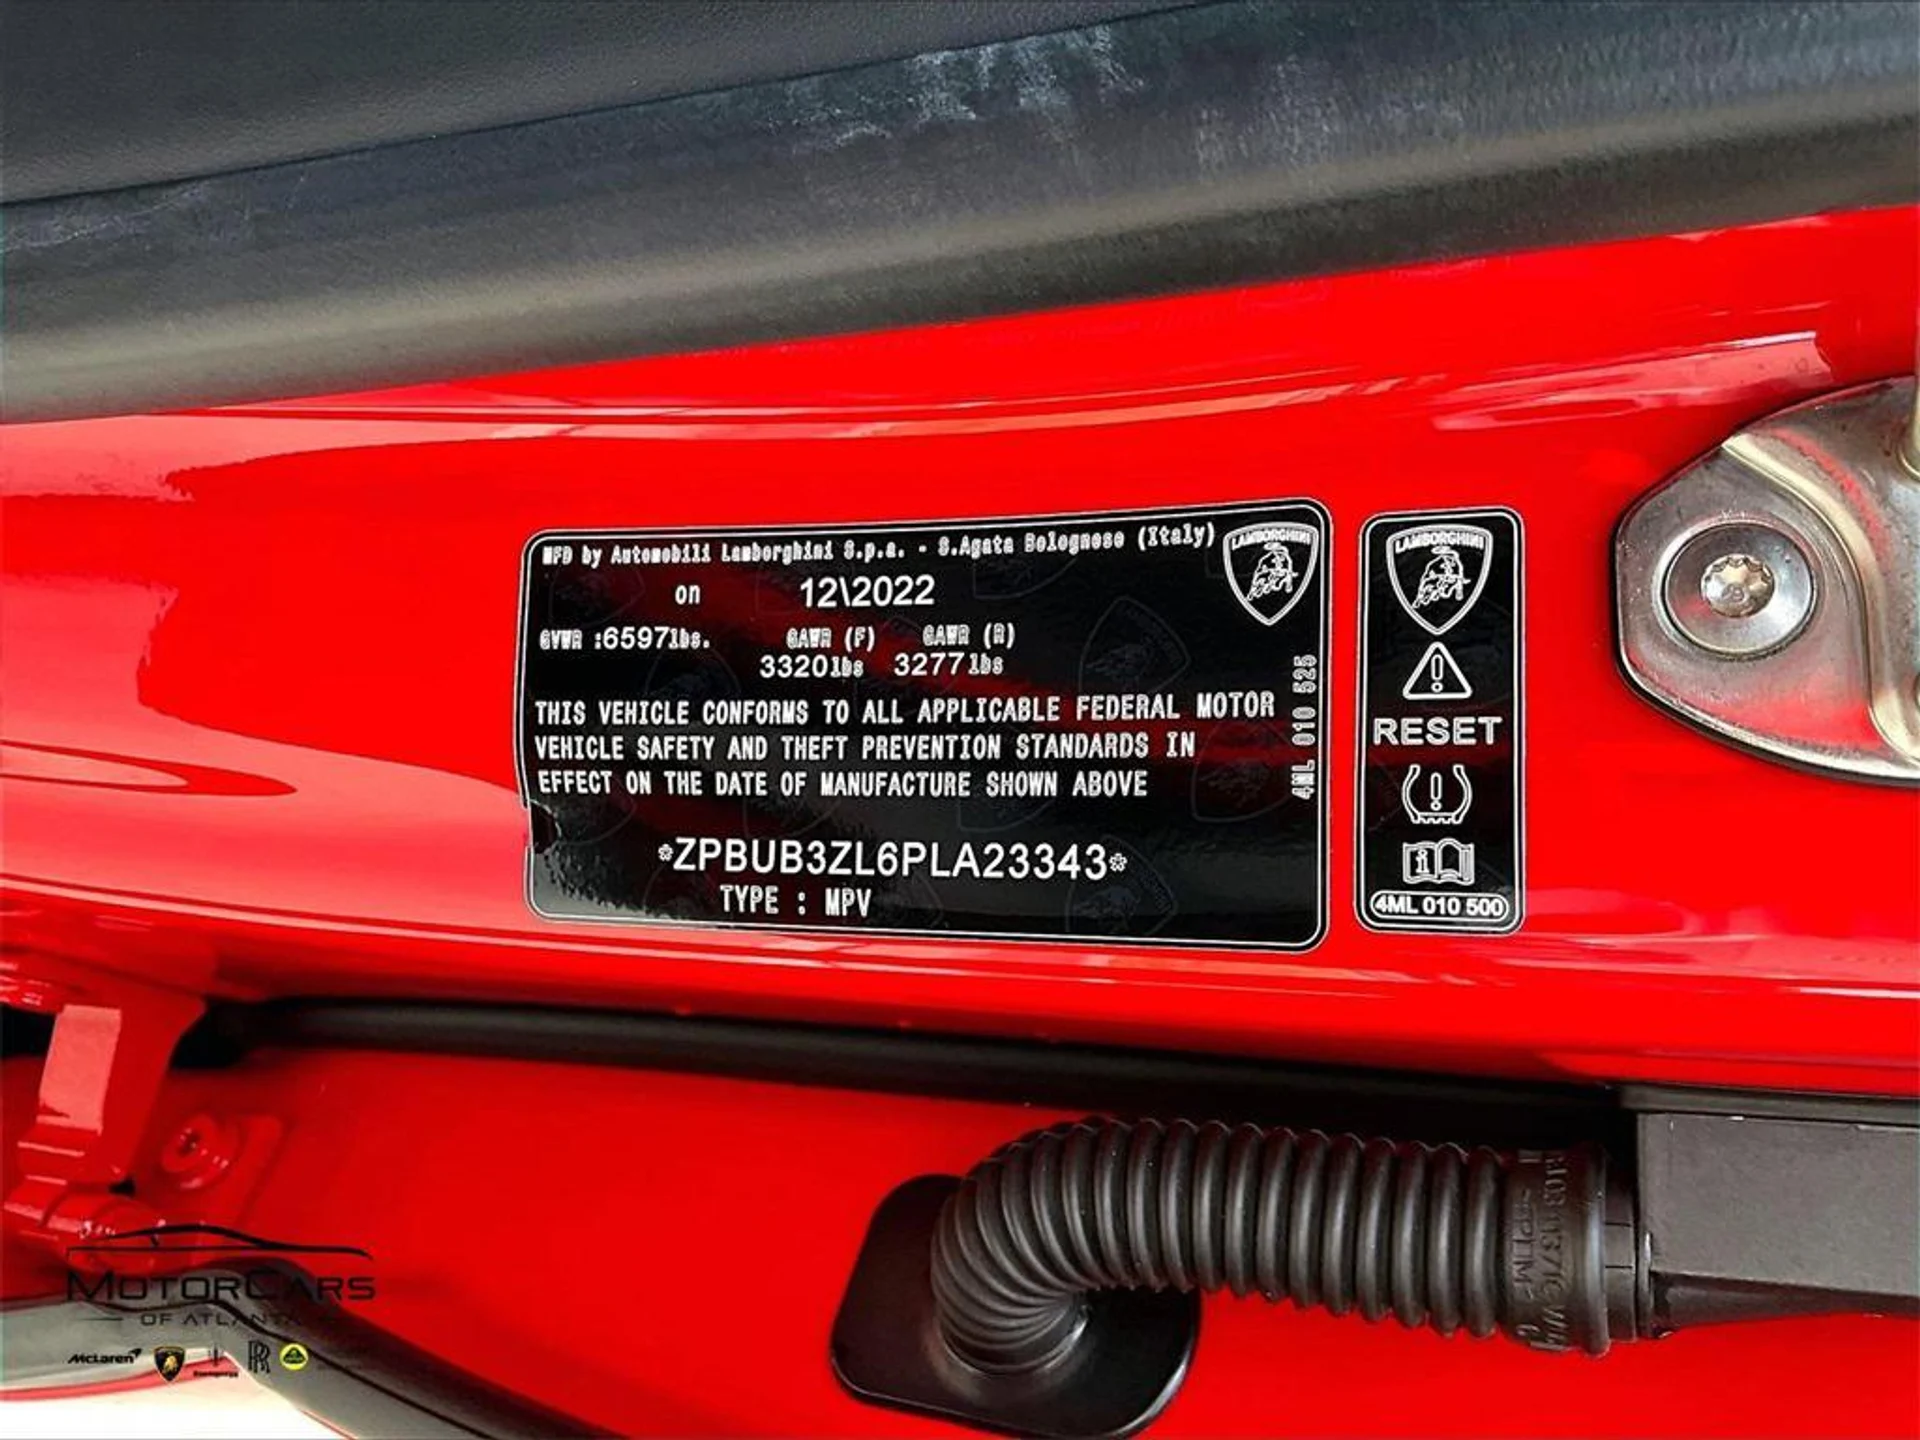 MFD by Automobili Lamborghini S.p.a. - S.Agata Bolognese (Italy)
on 12\2022
GVWR :6597lbs. GAWR (F) GAWR (R)
3320lbs 3277lbs
THIS VEHICLE CONFORMS TO ALL APPLICABLE FEDERAL MOTOR
VEHICLE SAFETY AND THEFT PREVENTION STANDARDS IN
EFFECT ON THE DATE OF MANUFACTURE SHOWN ABOVE
*ZPBUB3ZL6PLA23343*
TYPE : MPV
4ML 010 525
LAMBORGHINI
LAMBORGHINI
RESET
4ML 010 500
MOTORCARS
OF ATLANTA
McLaren